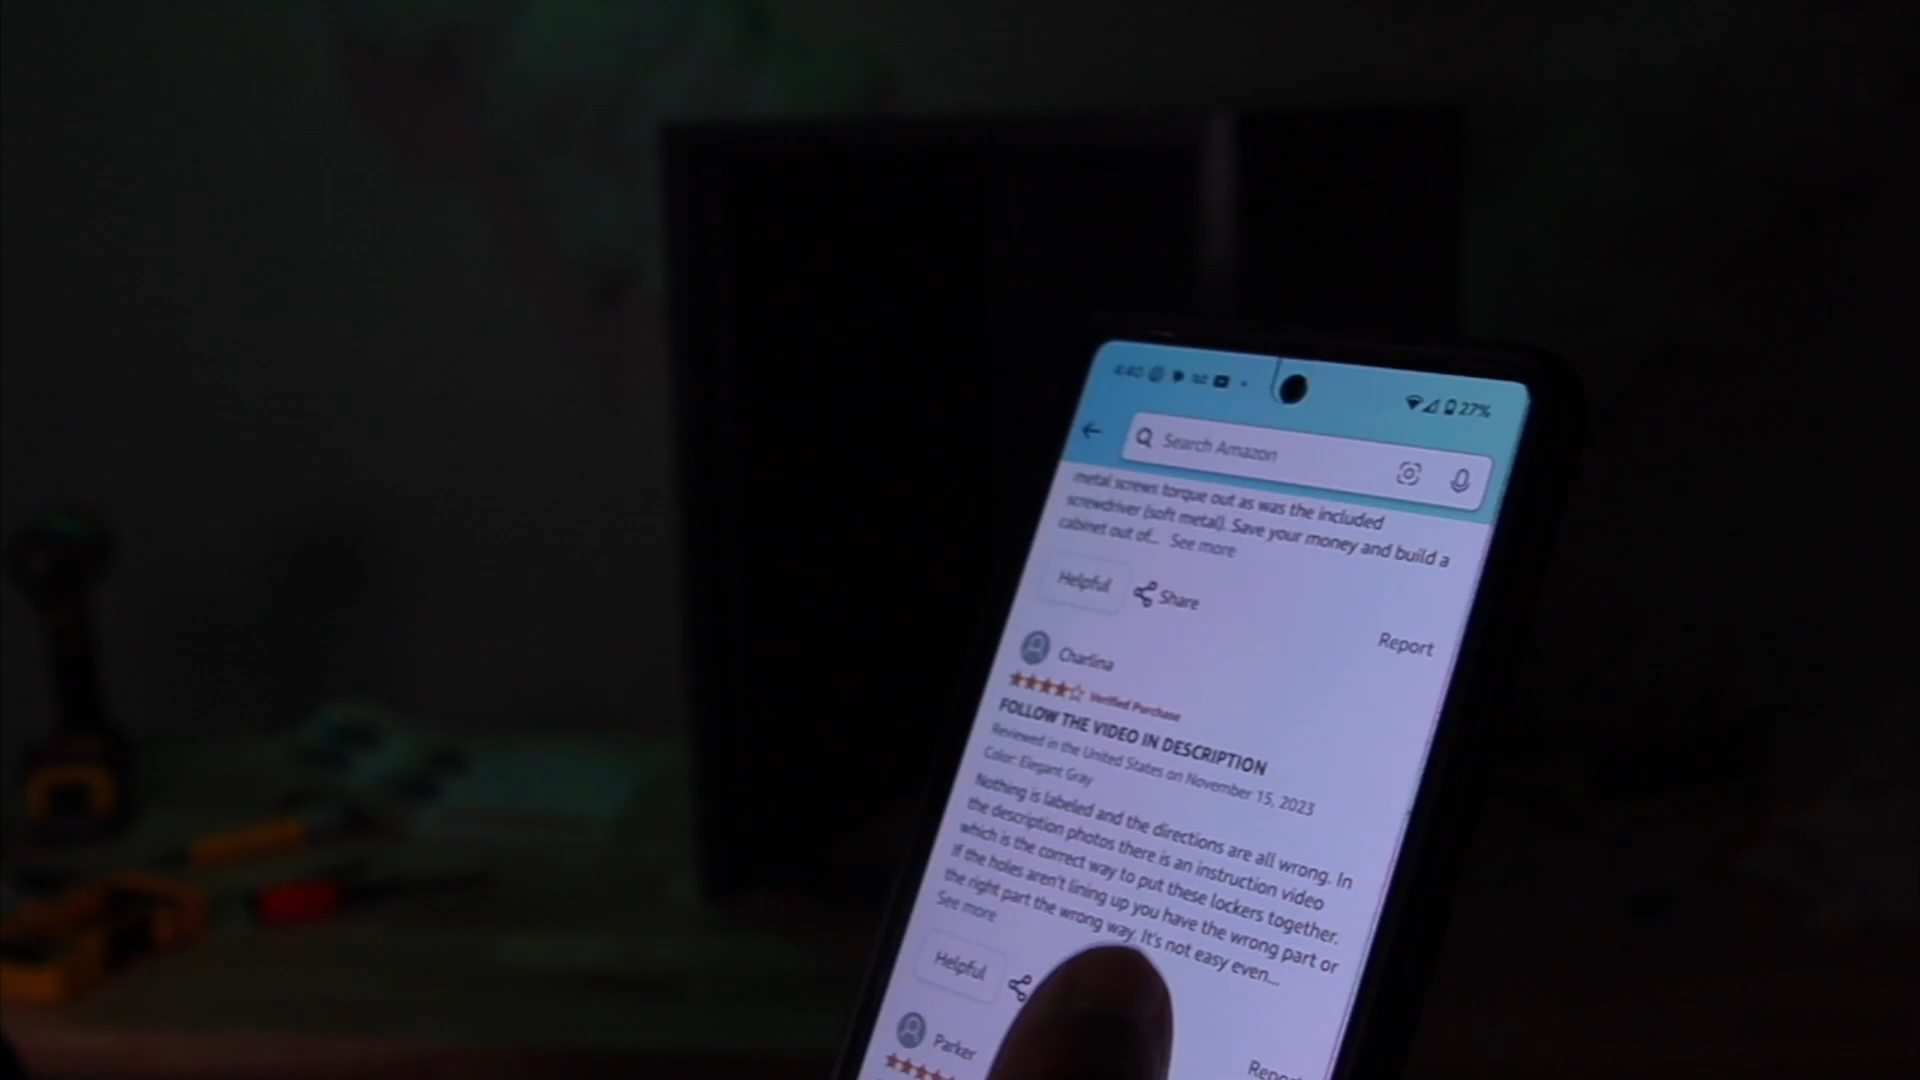 4:40
27%
Search Amazon
metal screws torque out as was the included
screwdriver (soft metal). Save your money and build a
cabinet out of... See more
Helpful
Share
Report
Charlina
Verified Purchase
FOLLOW THE VIDEO IN DESCRIPTION
Reviewed in the United States on November 15, 2023
Color: Elegant Gray
Nothing is labeled and the directions are all wrong. In
the description photos there is an instruction video
which is the correct way to put these lockers together.
If the holes aren't lining up you have the wrong part or
the right part the wrong way. It's not easy even...
See more
Helpful
Parker
Report